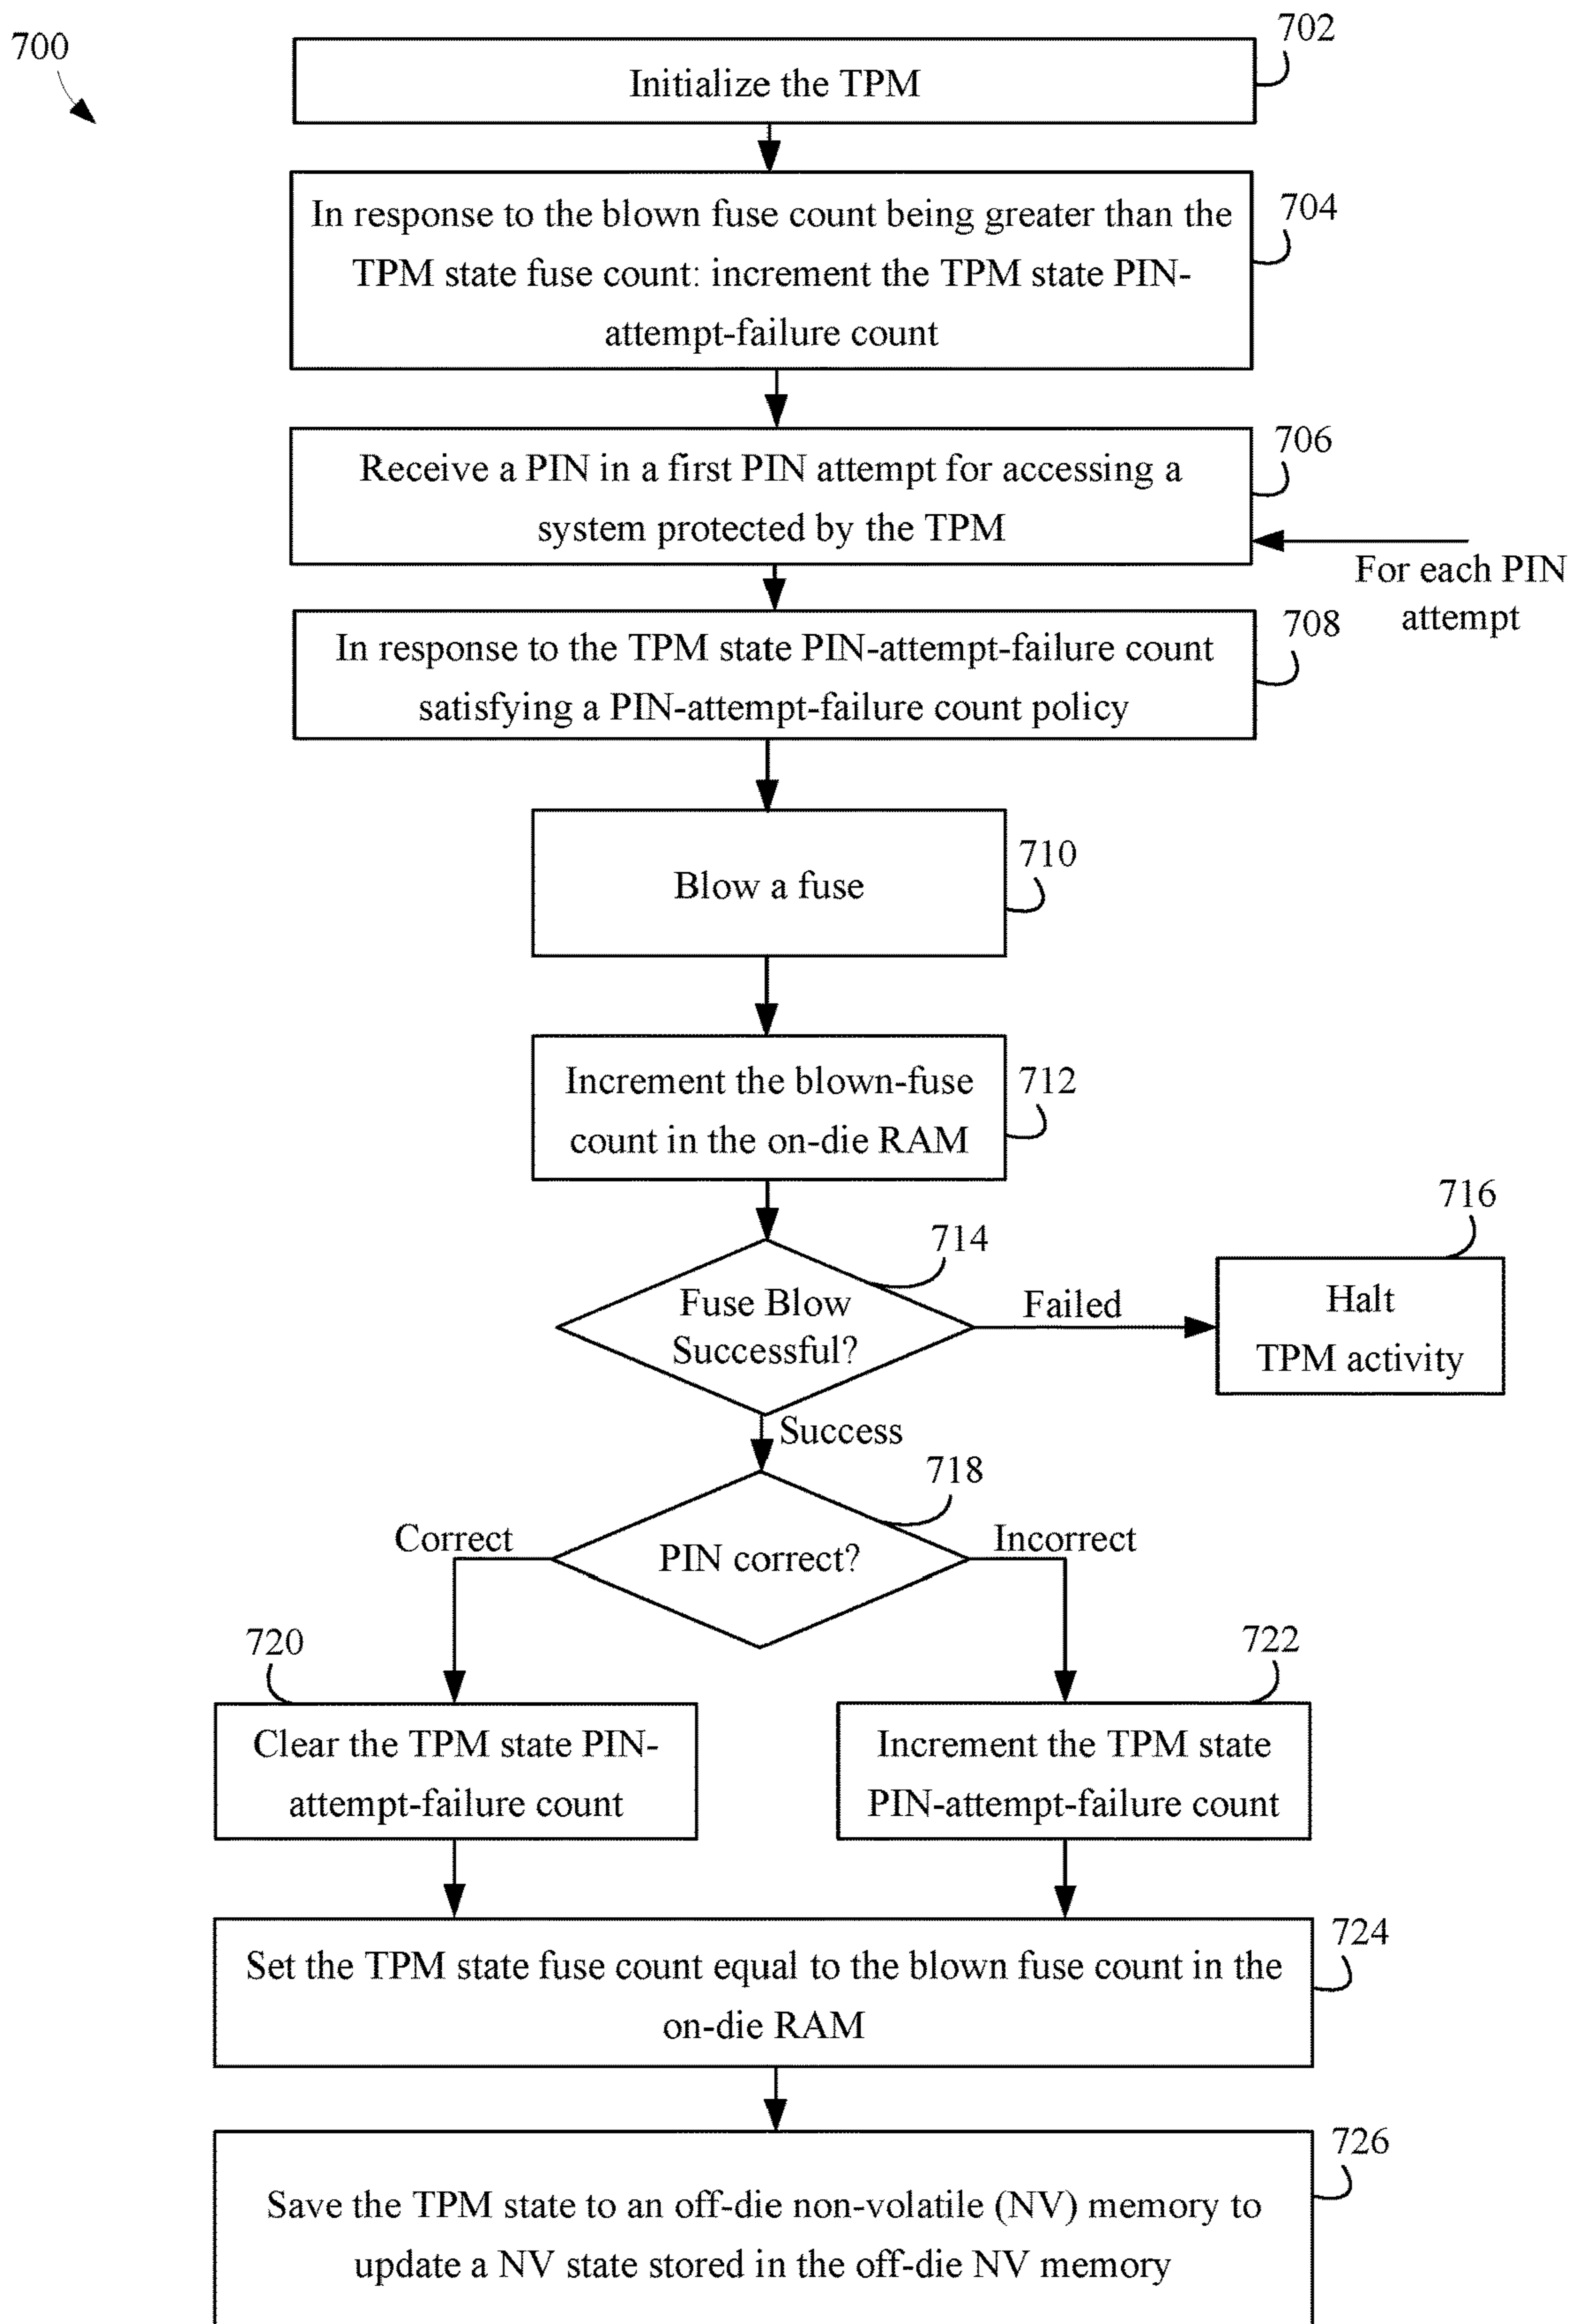 700
702
Initialize the TPM
704
In response to the blown fuse count being greater than the
TPM state fuse count: increment the TPM state PIN-
attempt-failure count
706
Receive a PIN in a first PIN attempt for accessing a
system protected by the TPM
For each PIN
attempt
708
In response to the TPM state PIN-attempt-failure count
satisfying a PIN-attempt-failure count policy
710
Blow a fuse
712
Increment the blown-fuse
count in the on-die RAM
714
Fuse Blow
Successful?
Failed
716
Halt
TPM activity
Success
718
PIN correct?
Correct
Incorrect
720
Clear the TPM state PIN-
attempt-failure count
722
Increment the TPM state
PIN-attempt-failure count
724
Set the TPM state fuse count equal to the blown fuse count in the
on-die RAM
726
Save the TPM state to an off-die non-volatile (NV) memory to
update a NV state stored in the off-die NV memory